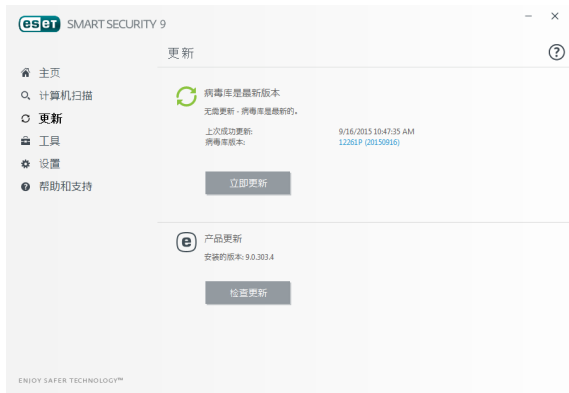 eset SMART SECURITY 9
更新
主页
计算机扫描
更新
工具
设置
帮助和支持
病毒库是最新版本
无需更新 - 病毒库是最新的。
上次成功更新: 9/16/2015 10:47:35 AM
病毒库版本: 12261P (20150916)
立即更新
e 产品更新
安装的版本: 9.0.303.4
检查更新
ENJOY SAFER TECHNOLOGY™